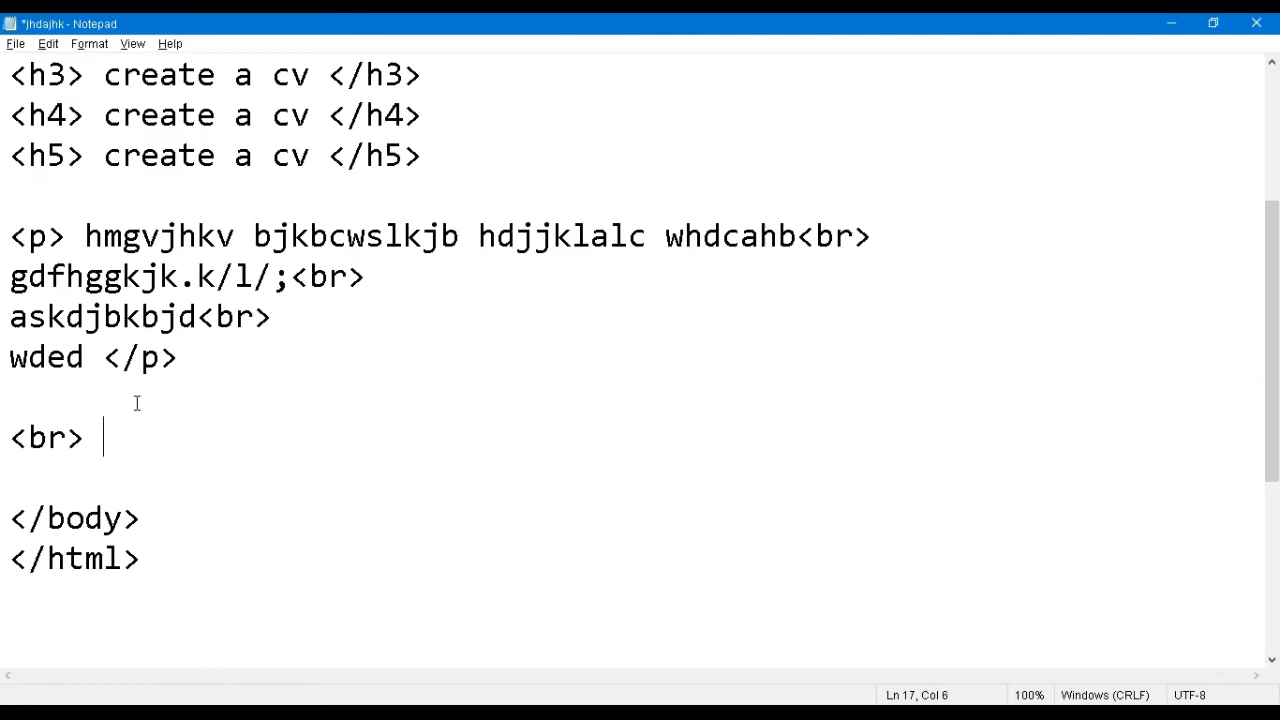 *jhdajhk - Notepad
File Edit Format View Help
<h3> create a cv </h3>
<h4> create a cv </h4>
<h5> create a cv </h5>
<p> hmgvjhkv bjkbcwslkjb hdjjklalc whdcahb<br>
gdfhggkjk.k/l/;<br>
askdjbkbjd<br>
wded </p>
<br>
</body>
</html>
Ln 17, Col 6 100% Windows (CRLF) UTF-8